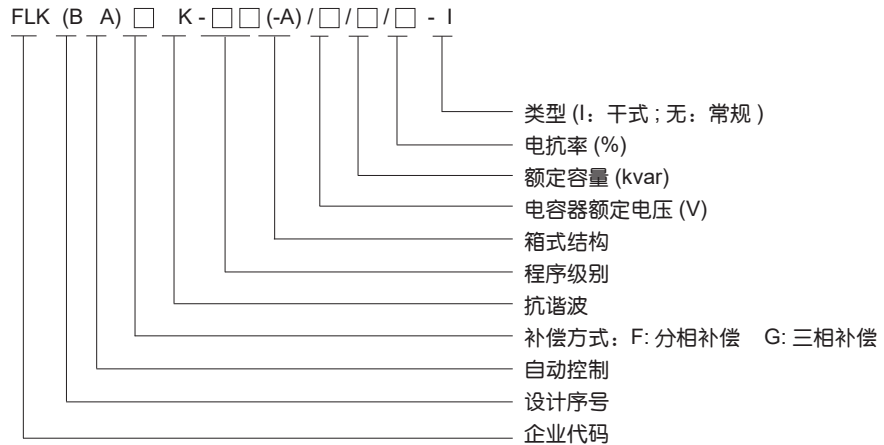 FLK (B A) □ K - □ □ (-A) / □ / □ / □ - I
类型 (I：干式 ; 无：常规 )
电抗率 (%)
额定容量 (kvar)
电容器额定电压 (V)
箱式结构
程序级别
抗谐波
补偿方式：F: 分相补偿 G: 三相补偿
自动控制
设计序号
企业代码